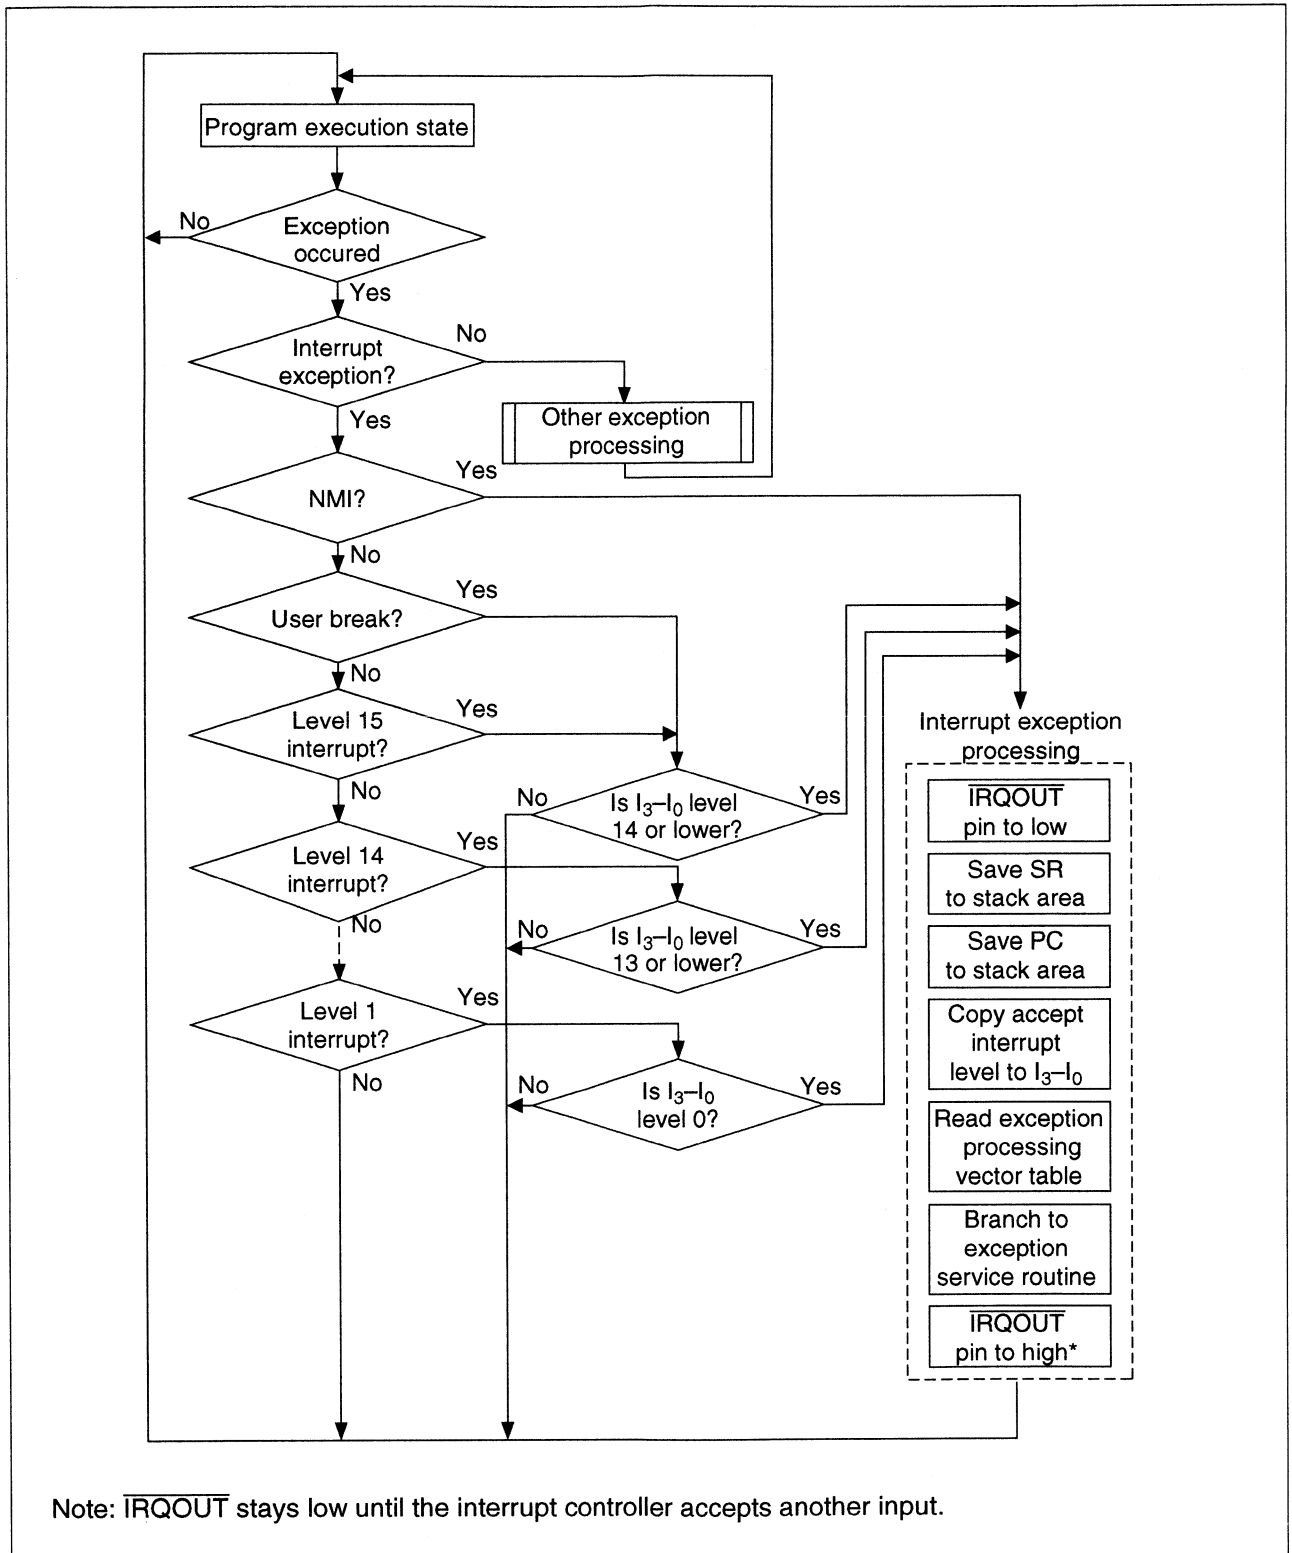 Program execution state
No
Exception
occured
Yes
Interrupt
exception?
No
Yes
Other exception
processing
NMI?
Yes
No
User break?
Yes
No
Level 15
interrupt?
Yes
No
Is I3–I0 level
14 or lower?
No
Yes
Level 14
interrupt?
Yes
No
Is I3–I0 level
13 or lower?
No
Yes
Level 1
interrupt?
Yes
No
Is I3–I0
level 0?
No
Yes
Interrupt exception
processing
IRQOUT
pin to low
Save SR
to stack area
Save PC
to stack area
Copy accept
interrupt
level to I3–I0
Read exception
processing
vector table
Branch to
exception
service routine
IRQOUT
pin to high*
Note: IRQOUT stays low until the interrupt controller accepts another input.